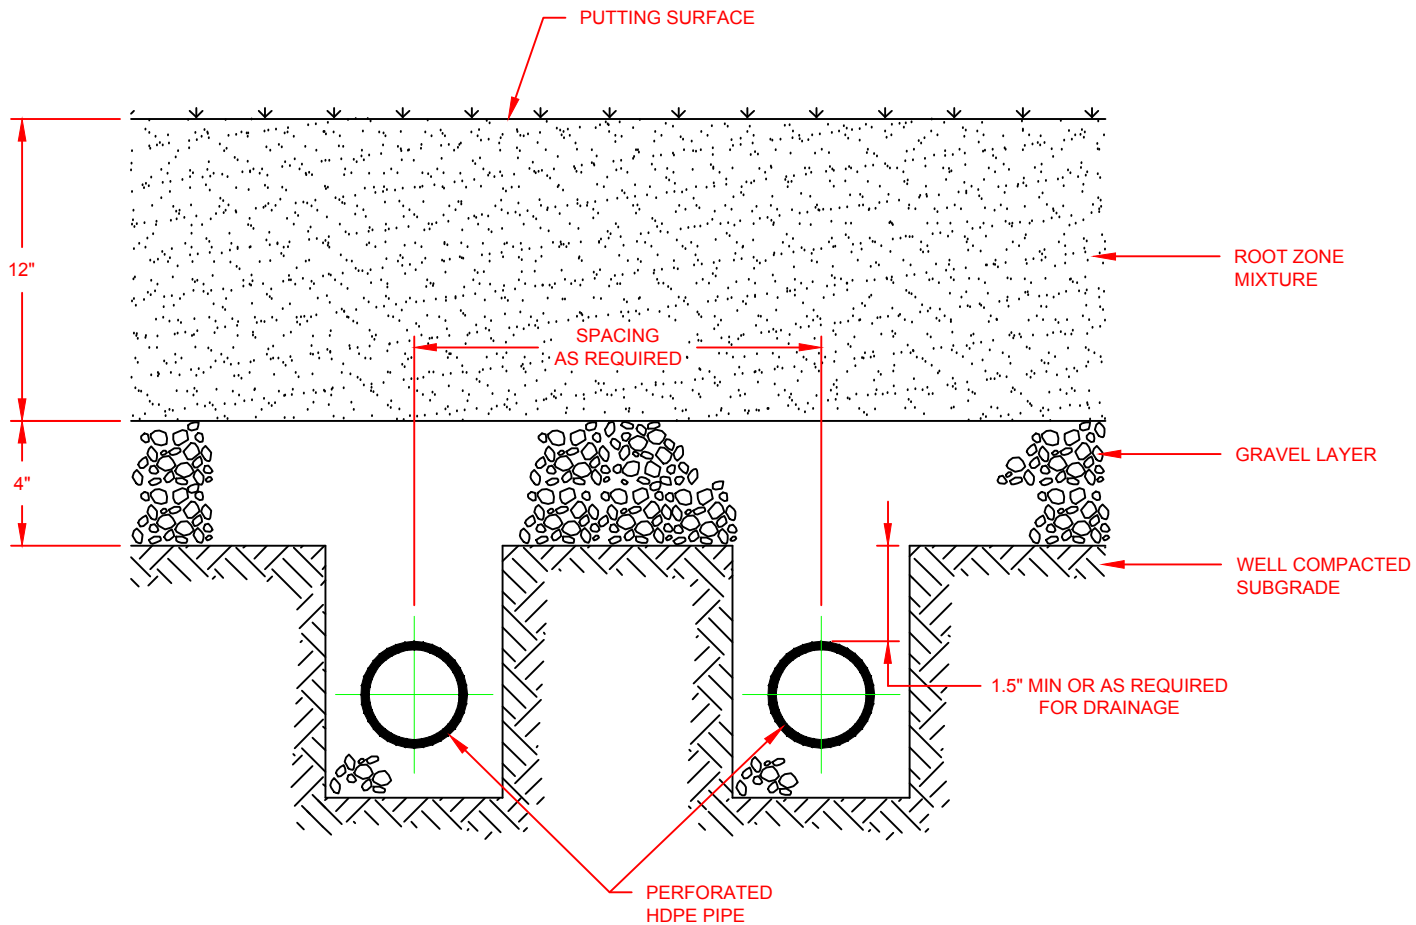 PUTTING SURFACE
12"
ROOT ZONE
MIXTURE
SPACING
AS REQUIRED
GRAVEL LAYER
4"
WELL COMPACTED
SUBGRADE
1.5" MIN OR AS REQUIRED
FOR DRAINAGE
PERFORATED
HDPE PIPE